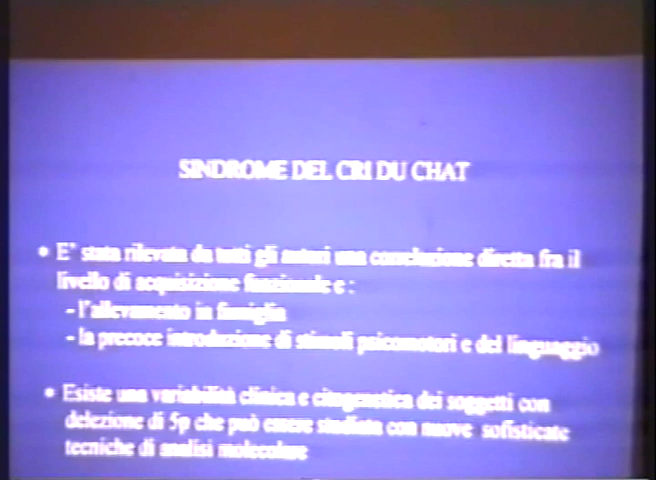 SINDROME DEL CRI DU CHAT
• E' stata rilevata da tutti gli autori una correlazione diretta fra il
livello di acquisizione funzionale e :
- l'allevamento in famiglia
- la precoce introduzione di stimoli psicomotori e del linguaggio
• Esiste una variabilità clinica e citogenetica dei soggetti con
delezione di 5p che può essere studiata con nuove sofisticate
tecniche di analisi molecolare